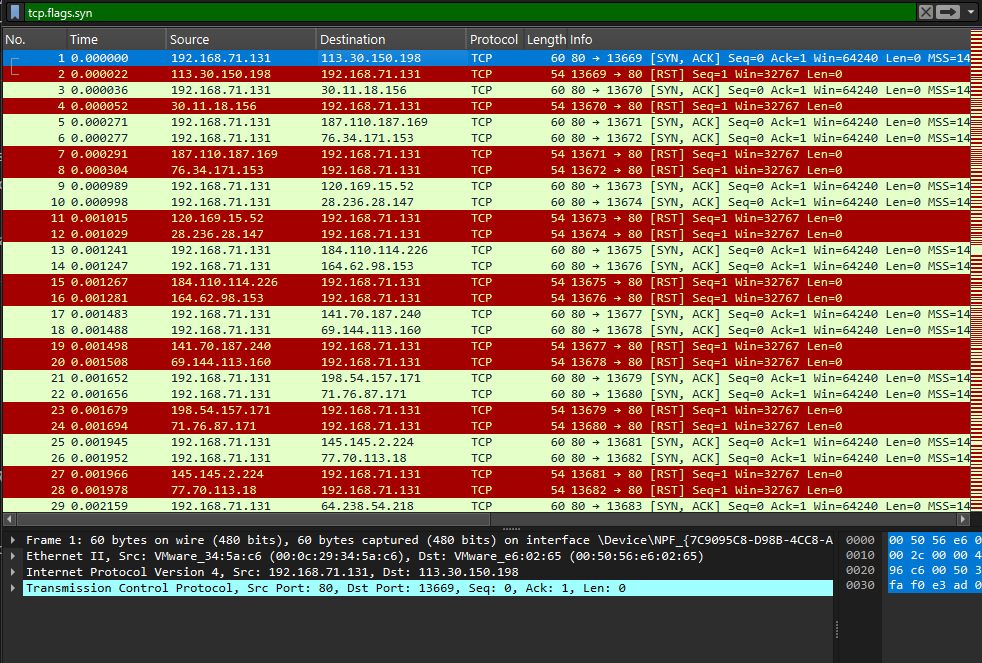 tcp.flags.syn
No. Time Source Destination Protocol Length Info
1 0.000000 192.168.71.131 113.30.150.198 TCP 60 80 → 13669 [SYN, ACK] Seq=0 Ack=1 Win=64240 Len=0 MSS=14
2 0.000022 113.30.150.198 192.168.71.131 TCP 54 13669 → 80 [RST] Seq=1 Win=32767 Len=0
3 0.000036 192.168.71.131 30.11.18.156 TCP 60 80 → 13670 [SYN, ACK] Seq=0 Ack=1 Win=64240 Len=0 MSS=14
4 0.000052 30.11.18.156 192.168.71.131 TCP 54 13670 → 80 [RST] Seq=1 Win=32767 Len=0
5 0.000271 192.168.71.131 187.110.187.169 TCP 60 80 → 13671 [SYN, ACK] Seq=0 Ack=1 Win=64240 Len=0 MSS=14
6 0.000277 192.168.71.131 76.34.171.153 TCP 60 80 → 13672 [SYN, ACK] Seq=0 Ack=1 Win=64240 Len=0 MSS=14
7 0.000291 187.110.187.169 192.168.71.131 TCP 54 13671 → 80 [RST] Seq=1 Win=32767 Len=0
8 0.000304 76.34.171.153 192.168.71.131 TCP 54 13672 → 80 [RST] Seq=1 Win=32767 Len=0
9 0.000989 192.168.71.131 120.169.15.52 TCP 60 80 → 13673 [SYN, ACK] Seq=0 Ack=1 Win=64240 Len=0 MSS=14
10 0.000998 192.168.71.131 28.236.28.147 TCP 60 80 → 13674 [SYN, ACK] Seq=0 Ack=1 Win=64240 Len=0 MSS=14
11 0.001015 120.169.15.52 192.168.71.131 TCP 54 13673 → 80 [RST] Seq=1 Win=32767 Len=0
12 0.001029 28.236.28.147 192.168.71.131 TCP 54 13674 → 80 [RST] Seq=1 Win=32767 Len=0
13 0.001241 192.168.71.131 184.110.114.226 TCP 60 80 → 13675 [SYN, ACK] Seq=0 Ack=1 Win=64240 Len=0 MSS=14
14 0.001247 192.168.71.131 164.62.98.153 TCP 60 80 → 13676 [SYN, ACK] Seq=0 Ack=1 Win=64240 Len=0 MSS=14
15 0.001267 184.110.114.226 192.168.71.131 TCP 54 13675 → 80 [RST] Seq=1 Win=32767 Len=0
16 0.001281 164.62.98.153 192.168.71.131 TCP 54 13676 → 80 [RST] Seq=1 Win=32767 Len=0
17 0.001483 192.168.71.131 141.70.187.240 TCP 60 80 → 13677 [SYN, ACK] Seq=0 Ack=1 Win=64240 Len=0 MSS=14
18 0.001488 192.168.71.131 69.144.113.160 TCP 60 80 → 13678 [SYN, ACK] Seq=0 Ack=1 Win=64240 Len=0 MSS=14
19 0.001498 141.70.187.240 192.168.71.131 TCP 54 13677 → 80 [RST] Seq=1 Win=32767 Len=0
20 0.001508 69.144.113.160 192.168.71.131 TCP 54 13678 → 80 [RST] Seq=1 Win=32767 Len=0
21 0.001652 192.168.71.131 198.54.157.171 TCP 60 80 → 13679 [SYN, ACK] Seq=0 Ack=1 Win=64240 Len=0 MSS=14
22 0.001656 192.168.71.131 71.76.87.171 TCP 60 80 → 13680 [SYN, ACK] Seq=0 Ack=1 Win=64240 Len=0 MSS=14
23 0.001679 198.54.157.171 192.168.71.131 TCP 54 13679 → 80 [RST] Seq=1 Win=32767 Len=0
24 0.001694 71.76.87.171 192.168.71.131 TCP 54 13680 → 80 [RST] Seq=1 Win=32767 Len=0
25 0.001945 192.168.71.131 145.145.2.224 TCP 60 80 → 13681 [SYN, ACK] Seq=0 Ack=1 Win=64240 Len=0 MSS=14
26 0.001952 192.168.71.131 77.70.113.18 TCP 60 80 → 13682 [SYN, ACK] Seq=0 Ack=1 Win=64240 Len=0 MSS=14
27 0.001966 145.145.2.224 192.168.71.131 TCP 54 13681 → 80 [RST] Seq=1 Win=32767 Len=0
28 0.001978 77.70.113.18 192.168.71.131 TCP 54 13682 → 80 [RST] Seq=1 Win=32767 Len=0
29 0.002159 192.168.71.131 64.238.54.218 TCP 60 80 → 13683 [SYN, ACK] Seq=0 Ack=1 Win=64240 Len=0 MSS=14
Frame 1: 60 bytes on wire (480 bits), 60 bytes captured (480 bits) on interface \Device\NPF_{7C9095C8-D98B-4CC8-A
Ethernet II, Src: VMware_34:5a:c6 (00:0c:29:34:5a:c6), Dst: VMware_e6:02:65 (00:50:56:e6:02:65)
Internet Protocol Version 4, Src: 192.168.71.131, Dst: 113.30.150.198
Transmission Control Protocol, Src Port: 80, Dst Port: 13669, Seq: 0, Ack: 1, Len: 0
0000 00 50 56 e6 0
0010 00 2c 00 00 4
0020 96 c6 00 50 3
0030 fa f0 e3 ad 0